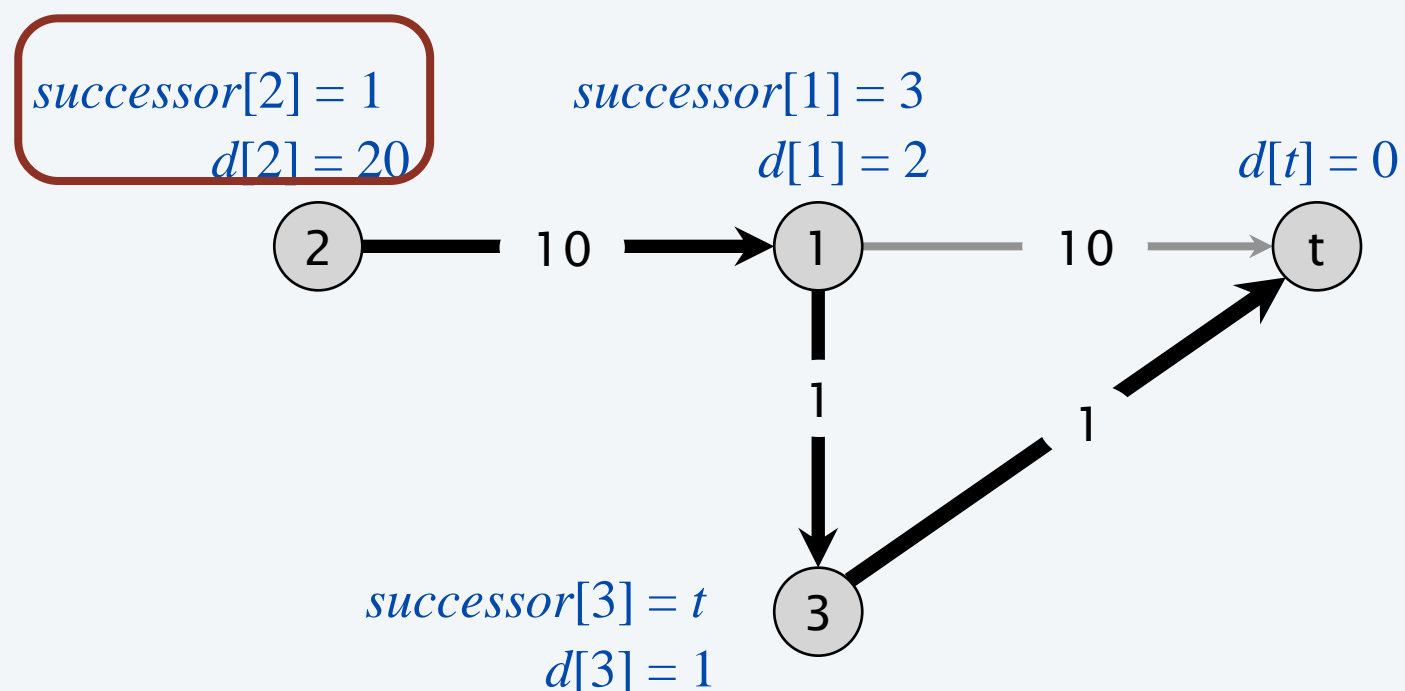 successor[2] = 1
d[2] = 20
successor[1] = 3
d[1] = 2
d[t] = 0
2
10
1
10
t
1
1
successor[3] = t
d[3] = 1
3